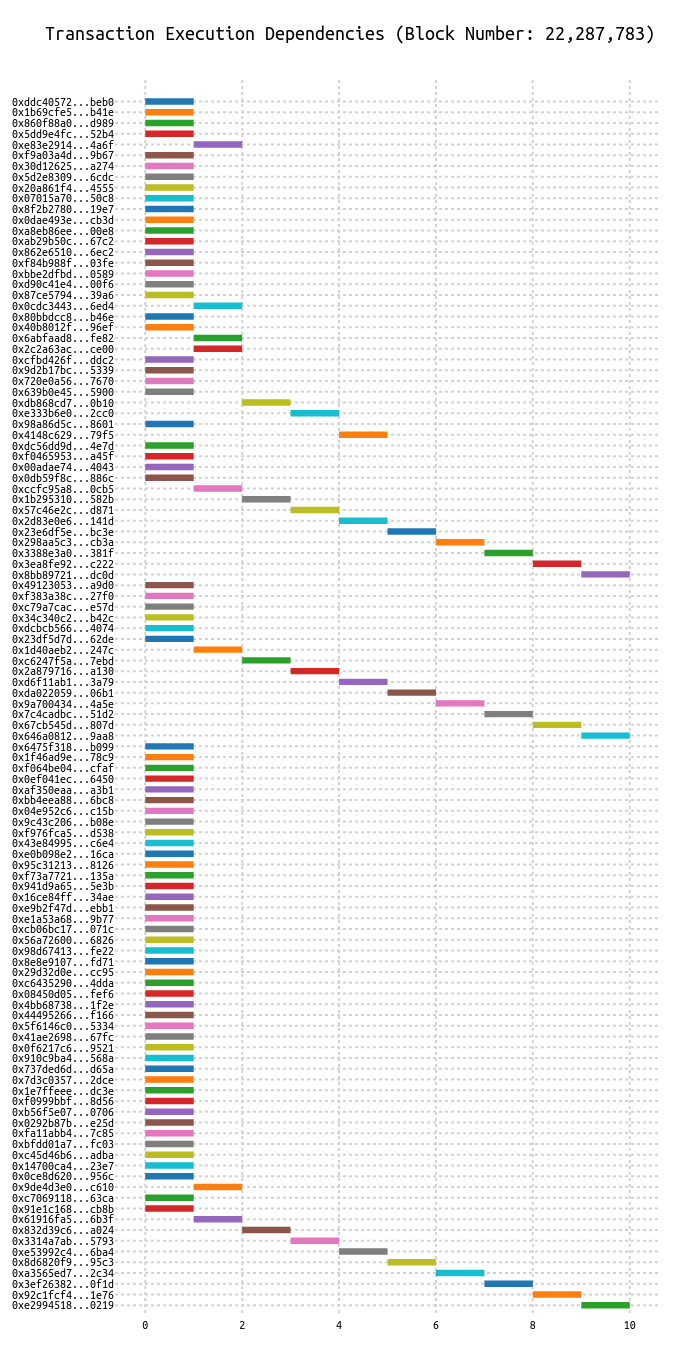 Transaction Execution Dependencies (Block Number: 22,287,783)
0xddc40572...beb0
0x1b69cfe5...b41e
0x860f88a0...d989
0x5dd9e4fc...52b4
0xe83e2914...4a6f
0xf9a03a4d...9b67
0x30d12625...a274
0x5d2e8309...6cdc
0x20a861f4...4555
0x07015a70...50c8
0x8f2b2780...19e7
0x0dae493e...cb3d
0xa8eb86ee...00e8
0xab29b50c...67c2
0x862e6510...6ec2
0xf84b988f...03fe
0xbbe2dfbd...0589
0xd90c41e4...00f6
0x87ce5794...39a6
0x0cdc3443...6ed4
0x80bbdcc8...b46e
0x40b8012f...96ef
0x6abfaad8...fe82
0x2c2a63ac...ce00
0xcfbd426f...ddc2
0x9d2b17bc...5339
0x720e0a56...7670
0x639b0e45...5900
0xdb868cd7...0b10
0xe333b6e0...2cc0
0x98a86d5c...8601
0x4148c629...79f5
0xdc56dd9d...4e7d
0xf0465953...a45f
0x00adae74...4043
0x0db59f8c...886c
0xccfc95a8...0cb5
0x1b295310...582b
0x57c46e2c...d871
0x2d83e0e6...141d
0x23e6df5e...bc3e
0x298aa5c3...cb3a
0x3388e3a0...381f
0x3ea8fe92...c222
0x8bb89721...dc0d
0x49123053...a9d0
0xf383a38c...27f0
0xc79a7cac...e57d
0x34c340c2...b42c
0xdcbcb566...4074
0x23df5d7d...62de
0x1d40aeb2...247c
0xc6247f5a...7ebd
0x2a879716...a130
0xd6f11ab1...3a79
0xda022059...06b1
0x9a700434...4a5e
0x7c4cadbc...51d2
0x67cb545d...807d
0x646a0812...9aa8
0x6475f318...b099
0x1f46ad9e...78c9
0xf064be04...cfaf
0x0ef041ec...6450
0xaf350eaa...a3b1
0xbb4eea88...6bc8
0x04e952c6...c15b
0x9c43c206...b08e
0xf976fca5...d538
0x43e84995...c6e4
0xe0b098e2...16ca
0x95c31213...8126
0xf73a7721...135a
0x941d9a65...5e3b
0x16ce84ff...34ae
0xe9b2f47d...ebb1
0xe1a53a68...9b77
0xcb06bc17...071c
0x56a72600...6826
0x98d67413...fe22
0x8e8e9107...fd71
0x29d32d0e...cc95
0xc6435290...4dda
0x08450d05...fef6
0x4bb68738...1f2e
0x44495266...f166
0x5f6146c0...5334
0x41ae2698...67fc
0x0f6217c6...9521
0x910c9ba4...568a
0x737ded6d...d65a
0x7d3c0357...2dce
0x1e7ffeee...dc3e
0xf0999bbf...8d56
0xb56f5e07...0706
0x0292b87b...e25d
0xfa11abb4...7c85
0xbfdd01a7...fc03
0xc45d46b6...adba
0x14700ca4...23e7
0x0ce8d620...956c
0x9de4d3e0...c610
0xc7069118...63ca
0x91e1c168...cb8b
0x61916fa5...6b3f
0x832d39c6...a024
0x3314a7ab...5793
0xe53992c4...6ba4
0x8d6820f9...95c3
0xa3565ed7...2c34
0x3ef26382...0f1d
0x92c1fcf4...1e76
0xe2994518...0219
0 2 4 6 8 10